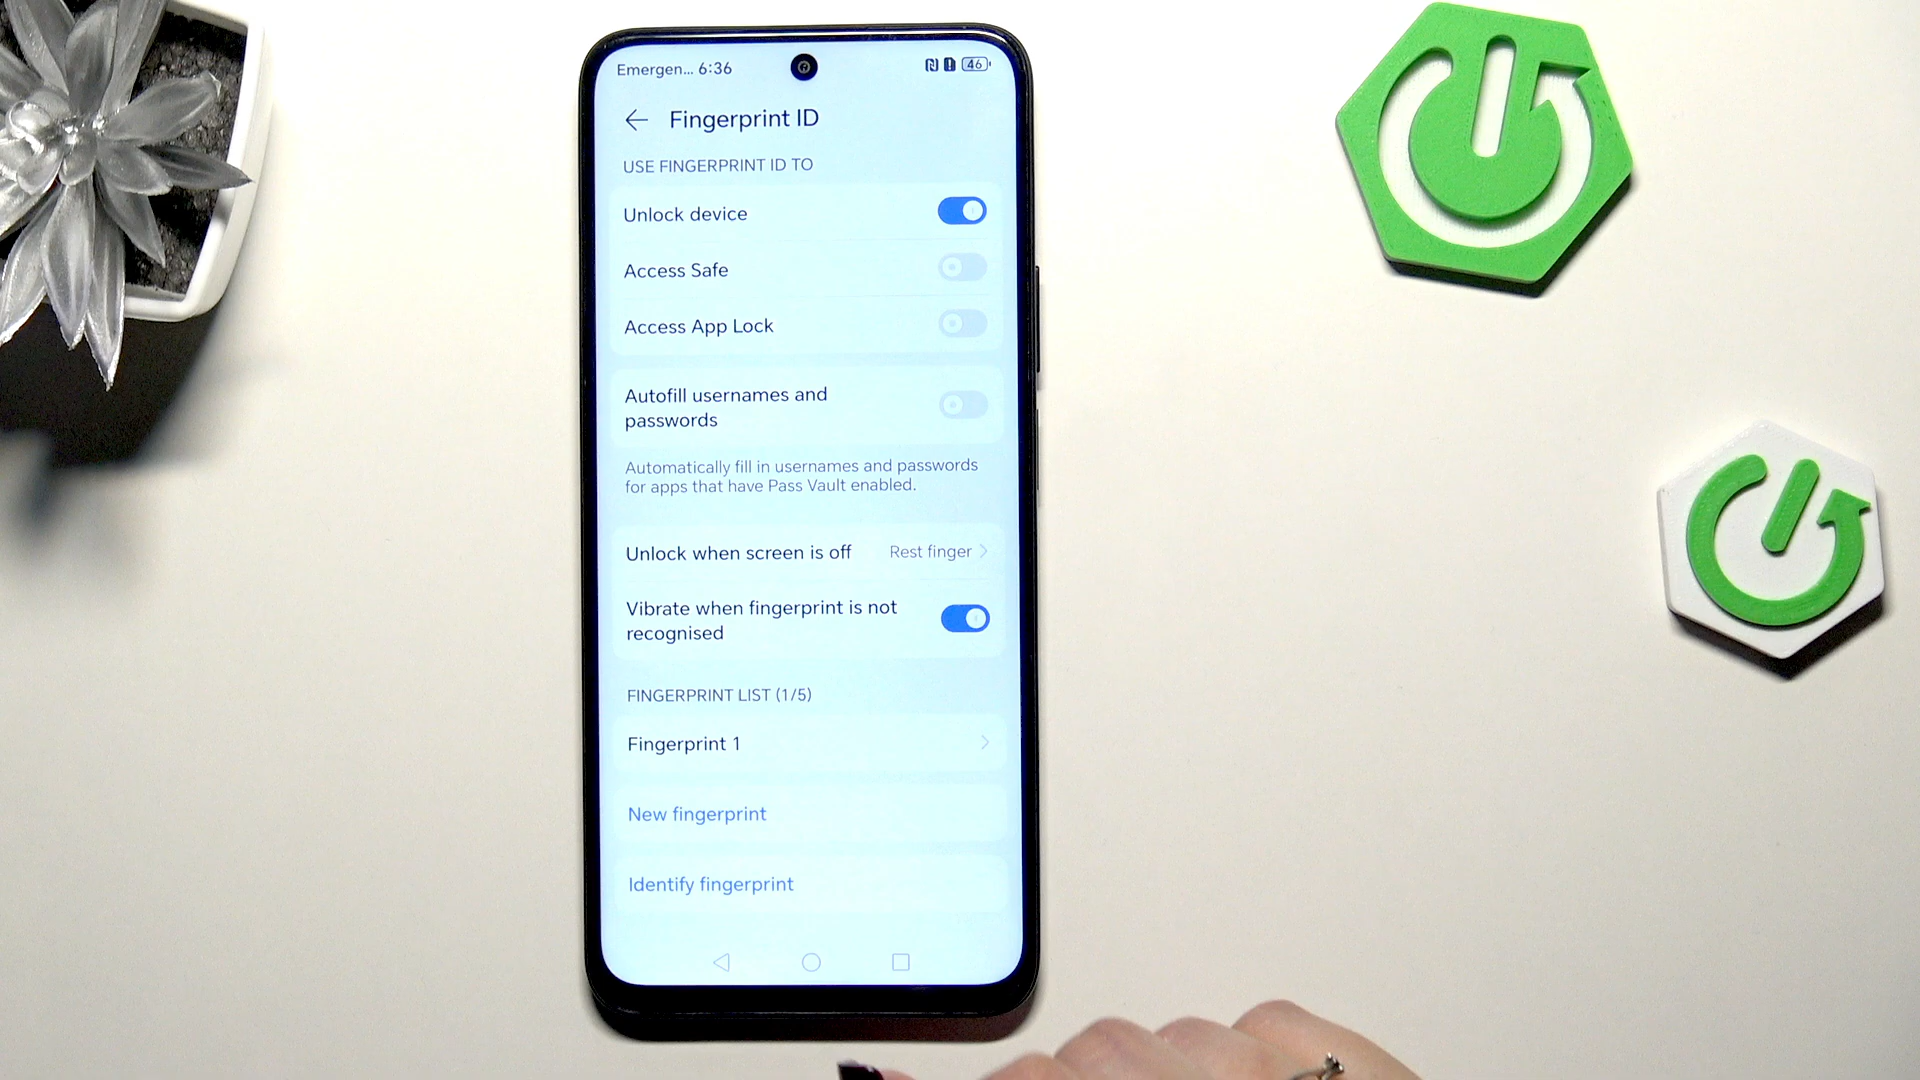 Emergen... 6:36
46
Fingerprint ID
USE FINGERPRINT ID TO
Unlock device
Access Safe
Access App Lock
Autofill usernames and
passwords
Automatically fill in usernames and passwords
for apps that have Pass Vault enabled.
Unlock when screen is off Rest finger
Vibrate when fingerprint is not
recognised
FINGERPRINT LIST (1/5)
Fingerprint 1
New fingerprint
Identify fingerprint